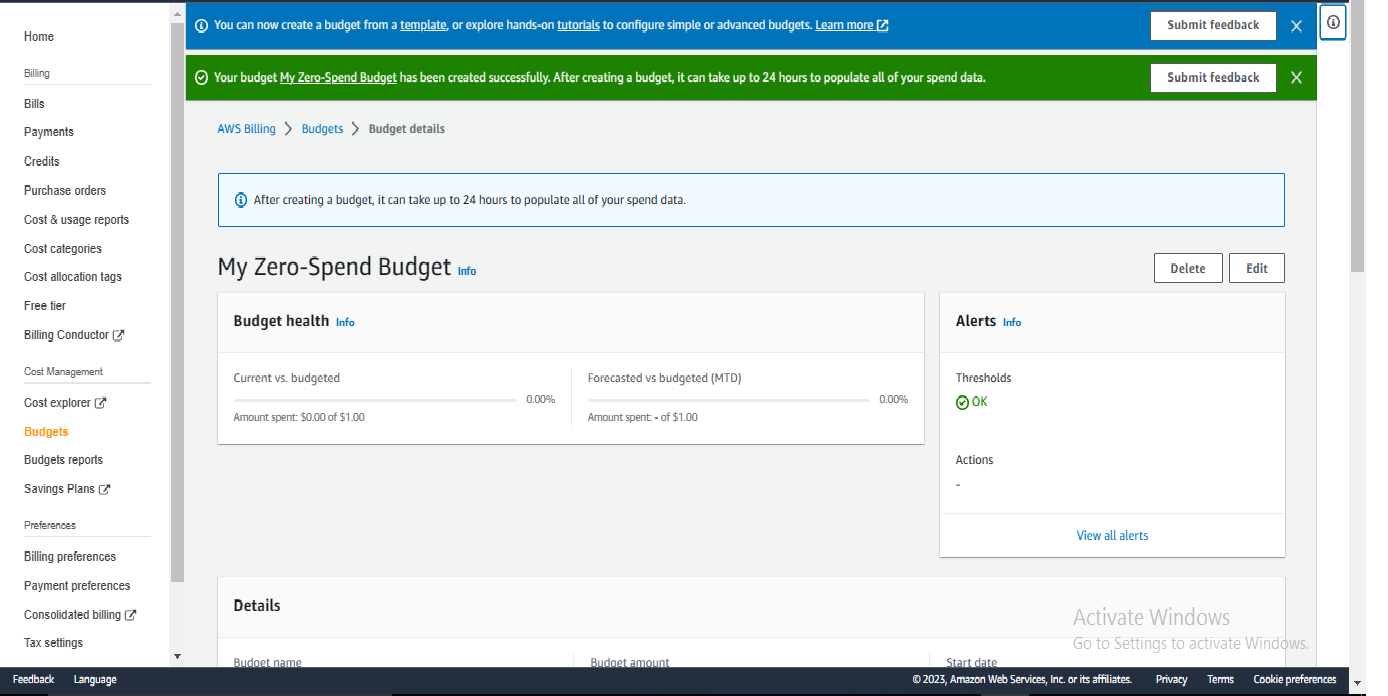 You can now create a budget from a template, or explore hands-on tutorials to configure simple or advanced budgets. Learn more
Submit feedback
Your budget My Zero-Spend Budget has been created successfully. After creating a budget, it can take up to 24 hours to populate all of your spend data.
Submit feedback
Home
Billing
Bills
Payments
Credits
Purchase orders
Cost & usage reports
Cost categories
Cost allocation tags
Free tier
Billing Conductor
Cost Management
Cost explorer
Budgets
Budgets reports
Savings Plans
Preferences
Billing preferences
Payment preferences
Consolidated billing
Tax settings
AWS Billing
Budgets
Budget details
After creating a budget, it can take up to 24 hours to populate all of your spend data.
My Zero-Spend Budget Info
Delete
Edit
Budget health Info
Current vs. budgeted
0.00%
Amount spent: $0.00 of $1.00
Forecasted vs budgeted (MTD)
0.00%
Amount spent: - of $1.00
Alerts Info
Thresholds
OK
Actions
-
View all alerts
Details
Budget name
Budget amount
Start date
Activate Windows
Go to Settings to activate Windows.
Feedback
Language
© 2023, Amazon Web Services, Inc. or its affiliates.
Privacy
Terms
Cookie preferences